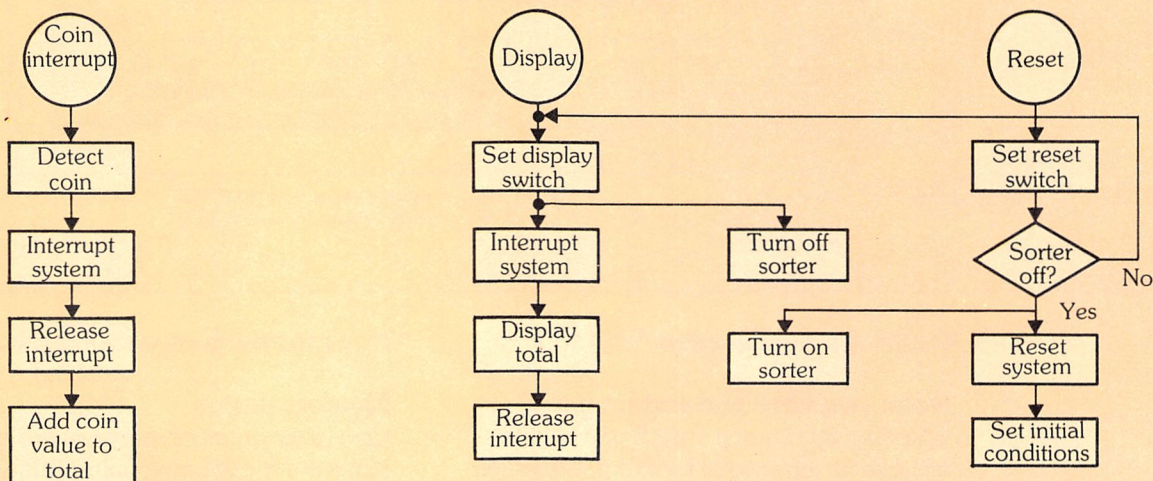 Coin
interrupt
Detect
coin
Interrupt
system
Release
interrupt
Add coin
value to
total
Display
Set display
switch
Interrupt
system
Display
total
Release
interrupt
Turn off
sorter
Turn on
sorter
Reset
Set reset
switch
Sorter
off?
No
Yes
Reset
system
Set initial
conditions